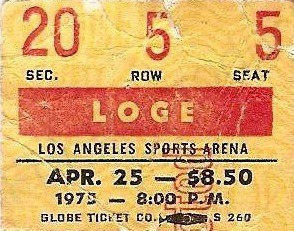 20 5 5
SEC. ROW SEAT
LOGE
LOS ANGELES SPORTS ARENA
APR. 25 — $8.50
1975 — 8:00 P.M.
GLOBE TICKET CO. S 260